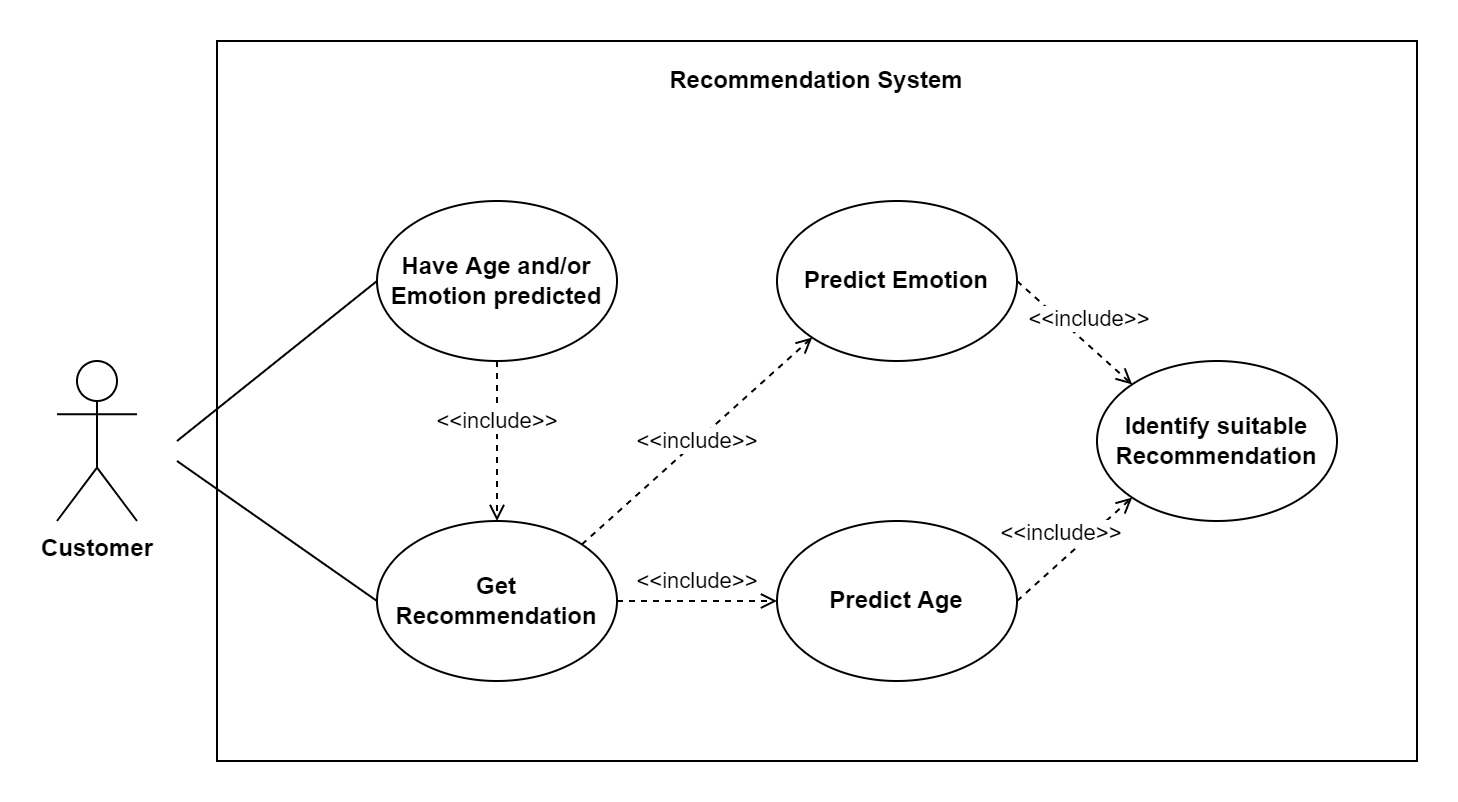 Recommendation System
Have Age and/or
Emotion predicted
Predict Emotion
<<include>>
<<include>>
<<include>>
Identify suitable
Recommendation
Customer
Get
Recommendation
<<include>>
Predict Age
<<include>>